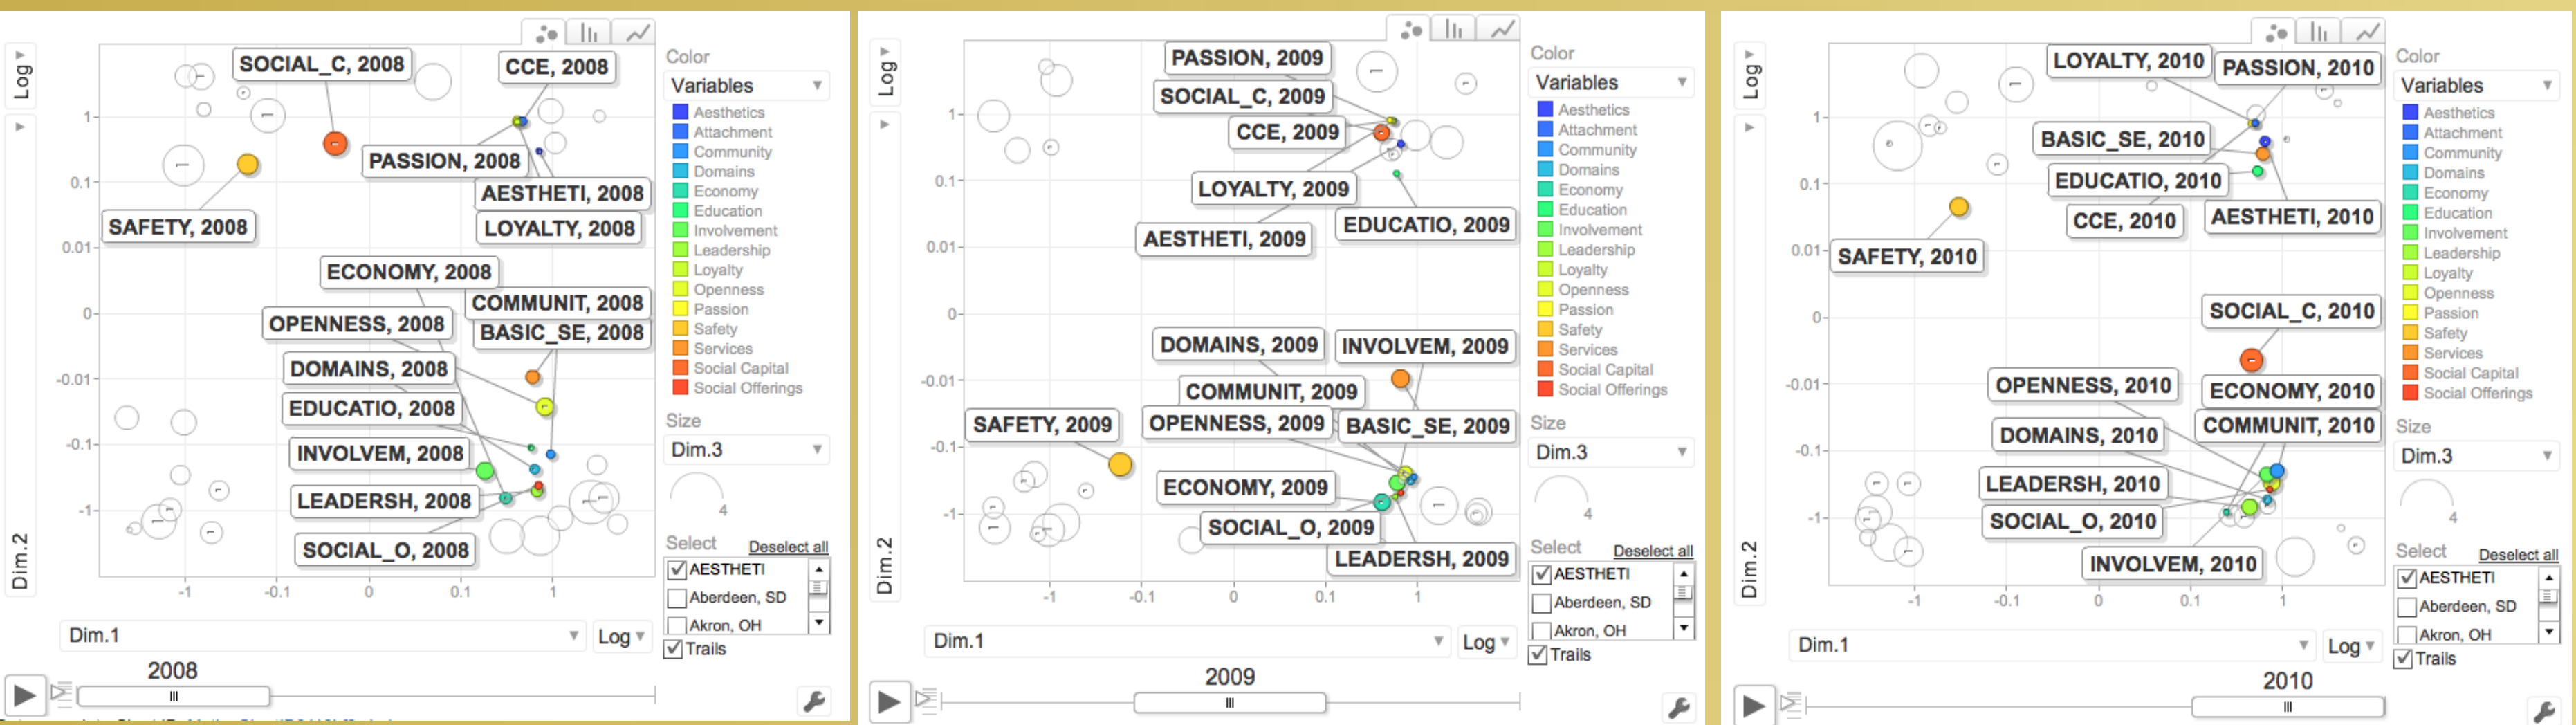 SOCIAL_C, 2008
CCE, 2008
PASSION, 2008
AESTHETI, 2008
LOYALTY, 2008
SAFETY, 2008
ECONOMY, 2008
COMMUNIT, 2008
OPENNESS, 2008
BASIC_SE, 2008
DOMAINS, 2008
EDUCATIO, 2008
INVOLVEM, 2008
LEADERSH, 2008
SOCIAL_O, 2008
Log
Dim.2
1
0.1
0.01
0
-0.01
-0.1
-1
-1
-0.1
0
0.1
1
Dim.1
Log
2008
Color
Variables
Aesthetics
Attachment
Community
Domains
Economy
Education
Involvement
Leadership
Loyalty
Openness
Passion
Safety
Services
Social Capital
Social Offerings
Size
Dim.3
4
Select
Deselect all
AESTHETI
Aberdeen, SD
Akron, OH
Trails
PASSION, 2009
SOCIAL_C, 2009
CCE, 2009
LOYALTY, 2009
EDUCATIO, 2009
AESTHETI, 2009
DOMAINS, 2009
INVOLVEM, 2009
COMMUNIT, 2009
SAFETY, 2009
OPENNESS, 2009
BASIC_SE, 2009
ECONOMY, 2009
SOCIAL_O, 2009
LEADERSH, 2009
Log
Dim.2
1
0.1
0.01
0
-0.01
-0.1
-1
-1
-0.1
0
0.1
1
Dim.1
Log
2009
Color
Variables
Aesthetics
Attachment
Community
Domains
Economy
Education
Involvement
Leadership
Loyalty
Openness
Passion
Safety
Services
Social Capital
Social Offerings
Size
Dim.3
4
Select
Deselect all
AESTHETI
Aberdeen, SD
Akron, OH
Trails
LOYALTY, 2010
PASSION, 2010
BASIC_SE, 2010
EDUCATIO, 2010
CCE, 2010
AESTHETI, 2010
SAFETY, 2010
SOCIAL_C, 2010
OPENNESS, 2010
ECONOMY, 2010
COMMUNIT, 2010
DOMAINS, 2010
LEADERSH, 2010
SOCIAL_O, 2010
INVOLVEM, 2010
Log
Dim.2
1
0.1
0.01
0
-0.01
-0.1
-1
-1
-0.1
0
0.1
1
Dim.1
Log
2010
Color
Variables
Aesthetics
Attachment
Community
Domains
Economy
Education
Involvement
Leadership
Loyalty
Openness
Passion
Safety
Services
Social Capital
Social Offerings
Size
Dim.3
4
Select
Deselect all
AESTHETI
Aberdeen, SD
Akron, OH
Trails